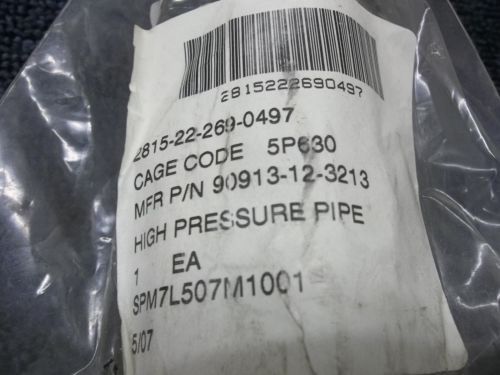 2815222690497
2815-22-269-0497
CAGE CODE 5P630
MFR P/N 90913-12-3213
HIGH PRESSURE PIPE
1 EA
SPM7L507M1001
5/07